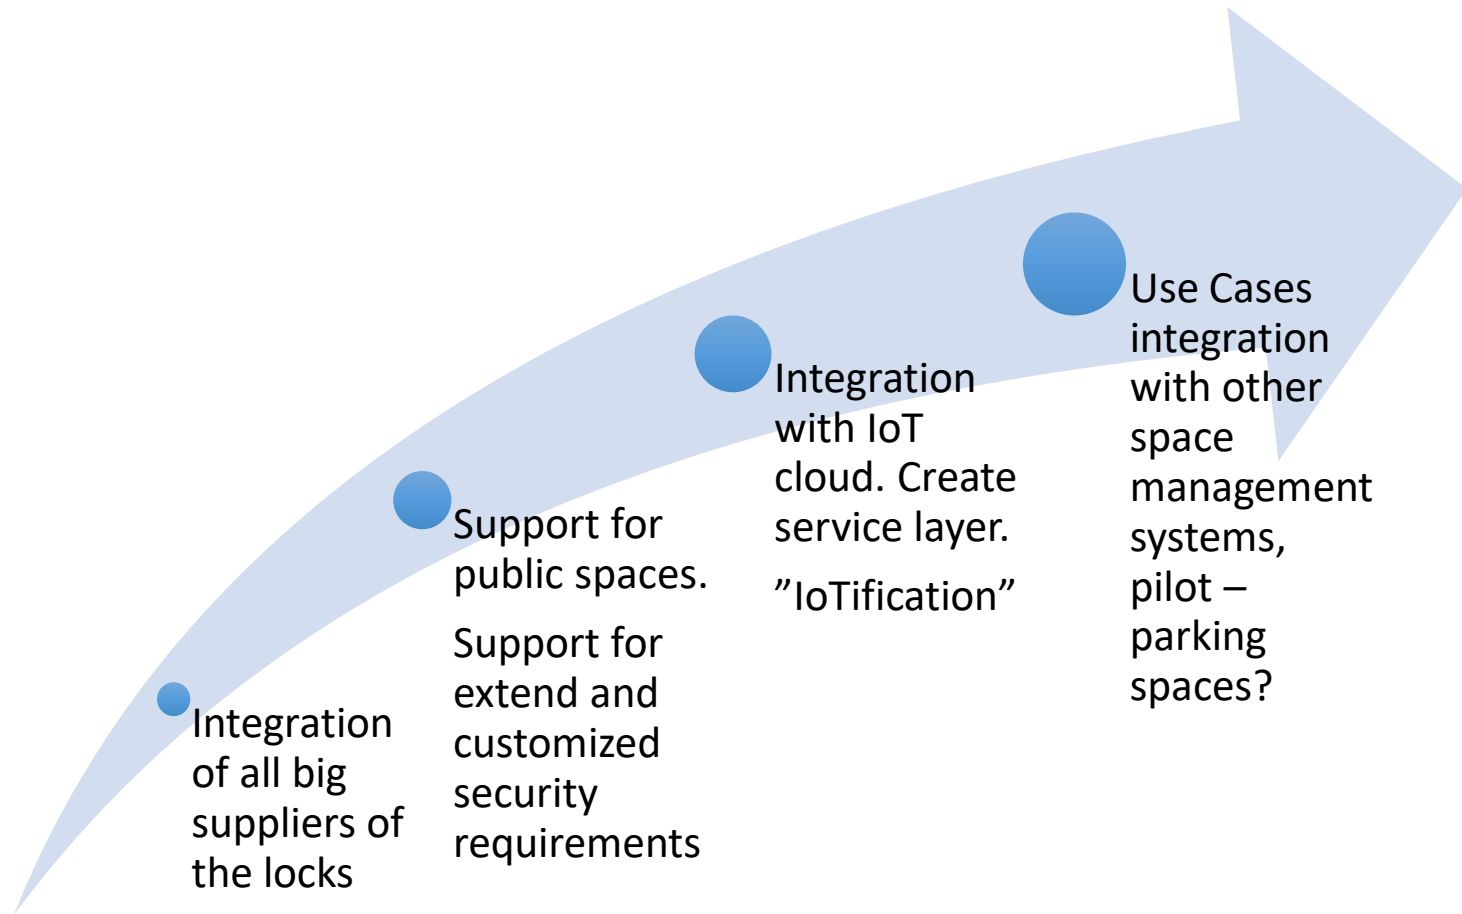 Integration
of all big
suppliers of
the locks
Support for
public spaces.
Support for
extend and
customized
security
requirements
Integration
with IoT
cloud. Create
service layer.
”IoTification”
Use Cases
integration
with other
space
management
systems,
pilot –
parking
spaces?